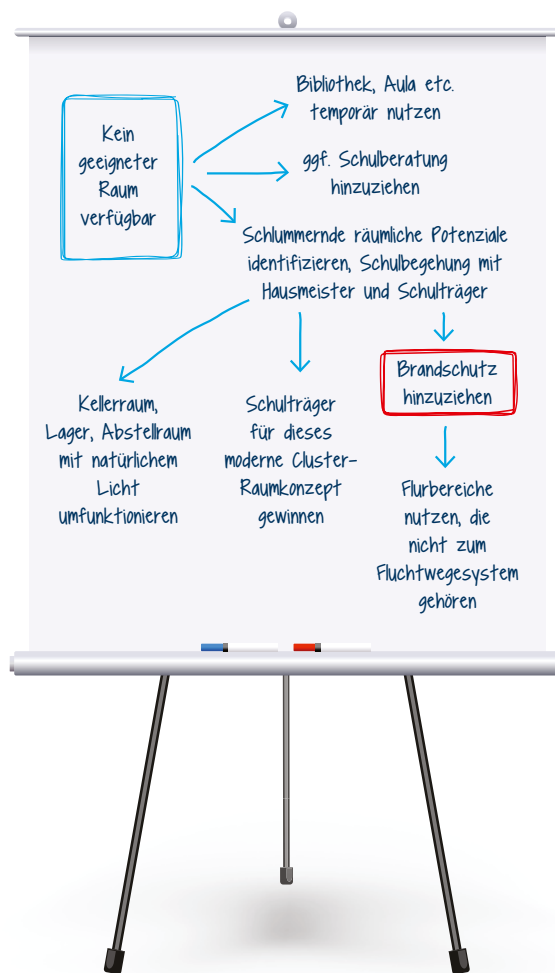 Kein
geeigneter
Raum
verfügbar
Bibliothek, Aula etc.
temporär nutzen
ggf. Schulberatung
hinzuziehen
Schlummernde räumliche Potenziale
identifizieren, Schulbegehung mit
Hausmeister und Schulträger
Kellerraum,
Lager, Abstellraum
mit natürlichem
Licht
umfunktionieren
Schulträger
für dieses
moderne Cluster-
Raumkonzept
gewinnen
Brandschutz
hinzuziehen
Flurbereiche
nutzen, die
nicht zum
Fluchtwegesystem
gehören